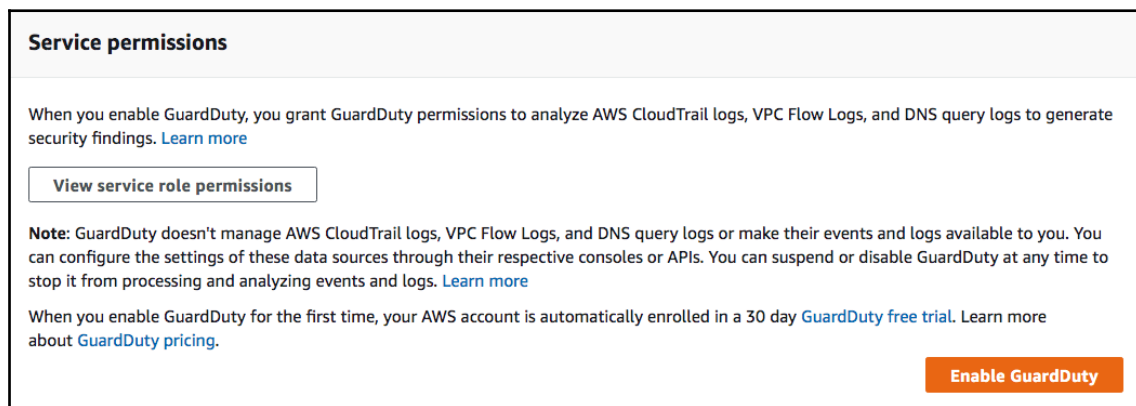 Service permissions
When you enable GuardDuty, you grant GuardDuty permissions to analyze AWS CloudTrail logs, VPC Flow Logs, and DNS query logs to generate
security findings. Learn more
View service role permissions
Note: GuardDuty doesn't manage AWS CloudTrail logs, VPC Flow Logs, and DNS query logs or make their events and logs available to you. You
can configure the settings of these data sources through their respective consoles or APIs. You can suspend or disable GuardDuty at any time to
stop it from processing and analyzing events and logs. Learn more
When you enable GuardDuty for the first time, your AWS account is automatically enrolled in a 30 day GuardDuty free trial. Learn more
about GuardDuty pricing.
Enable GuardDuty